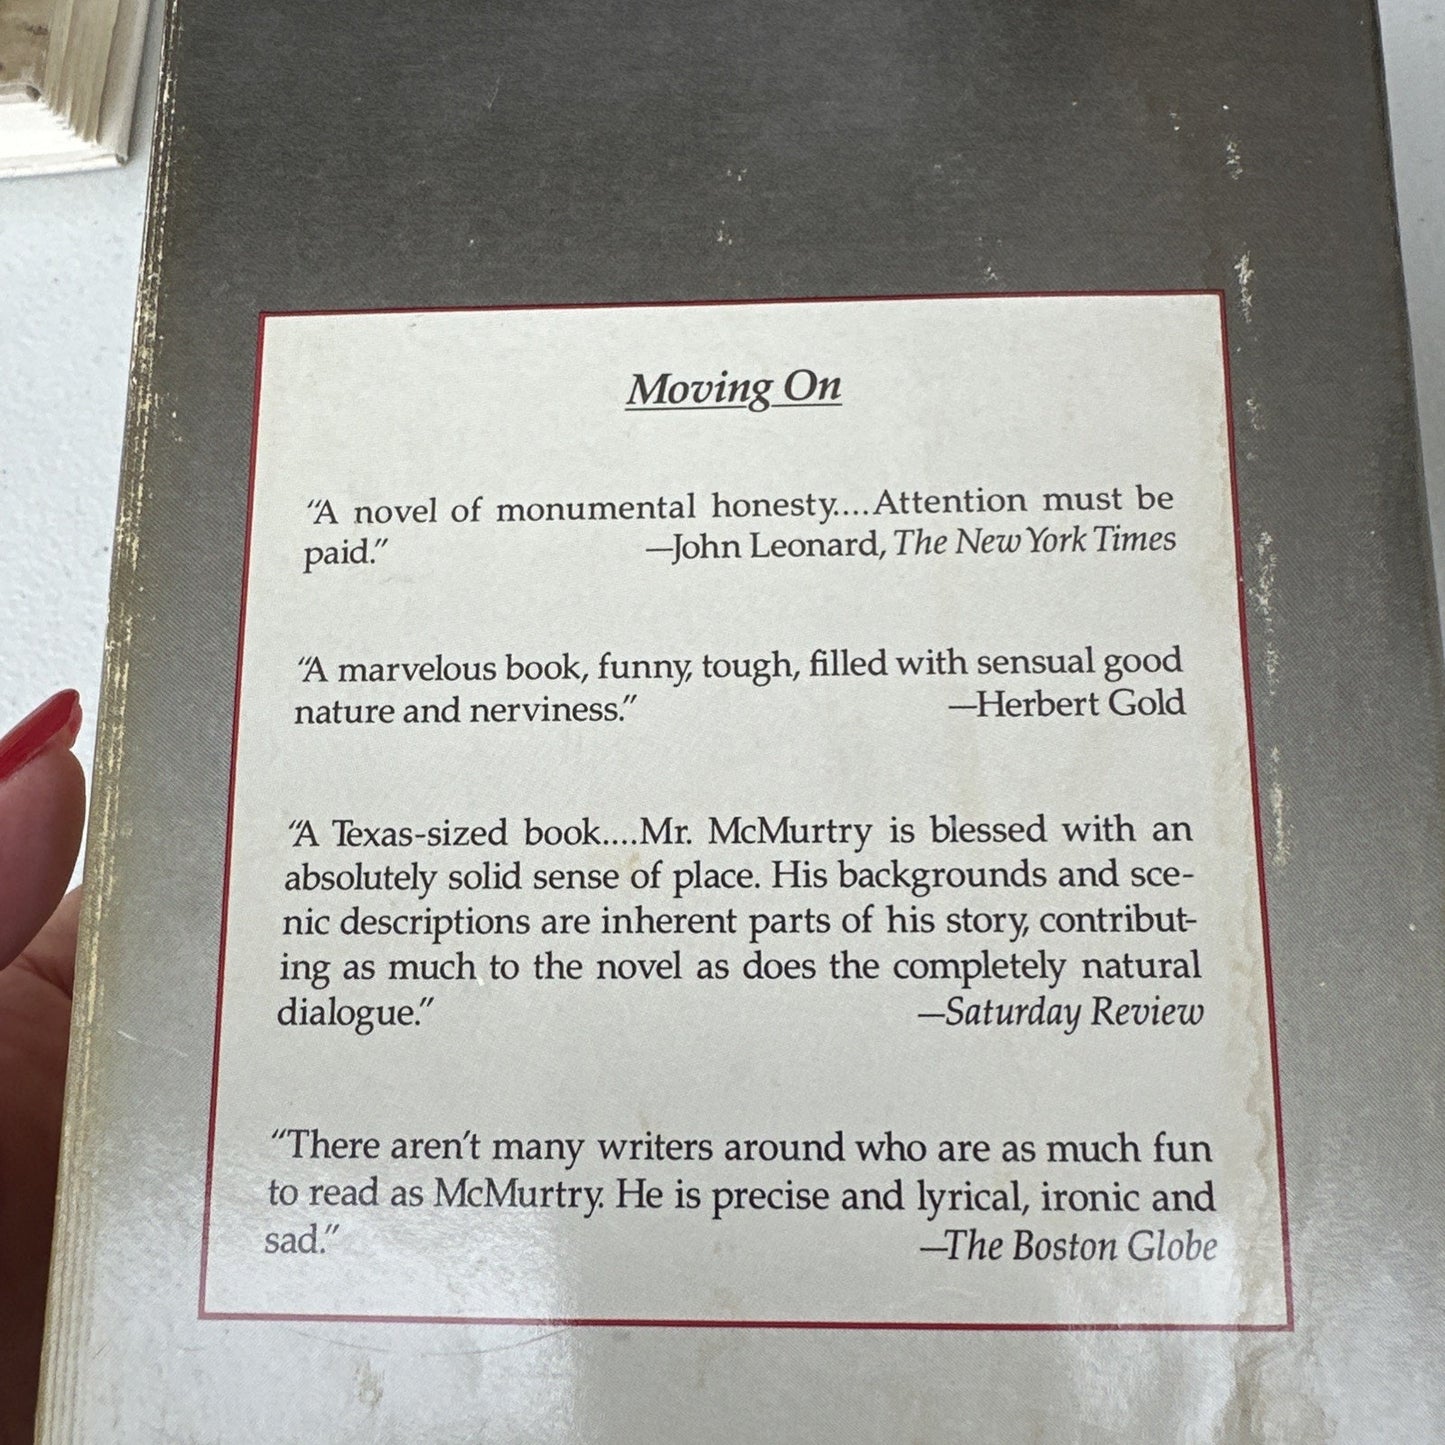 Moving On
“A novel of monumental honesty....Attention must be
paid.” —John Leonard, The New York Times
“A marvelous book, funny, tough, filled with sensual good
nature and nerviness.” —Herbert Gold
“A Texas-sized book....Mr. McMurtry is blessed with an
absolutely solid sense of place. His backgrounds and sce-
nic descriptions are inherent parts of his story, contribut-
ing as much to the novel as does the completely natural
dialogue.” —Saturday Review
“There aren’t many writers around who are as much fun
to read as McMurtry. He is precise and lyrical, ironic and
sad.” —The Boston Globe